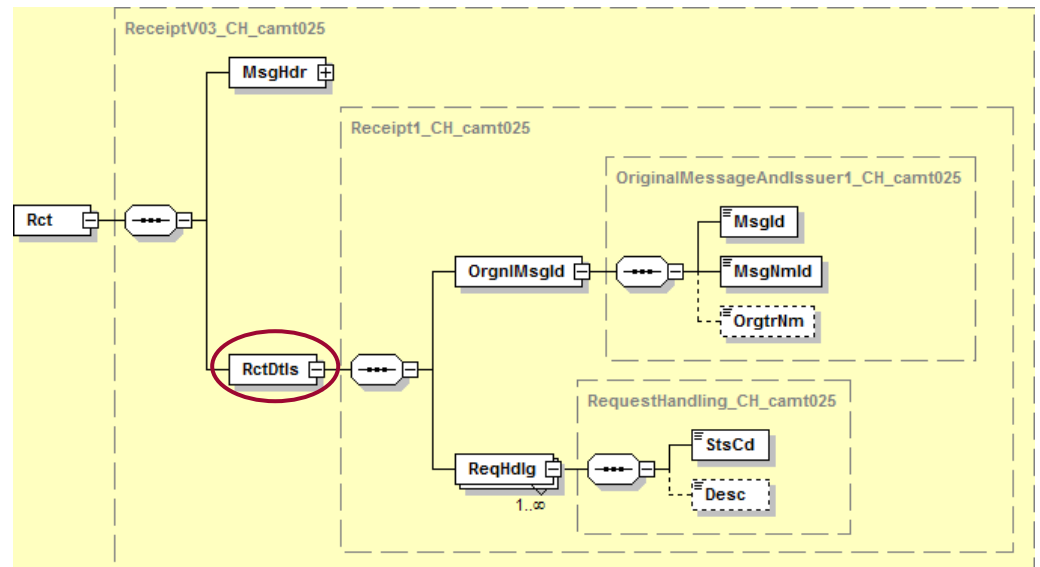 ReceiptV03_CH_camt025
MsgHdr
Receipt1_CH_camt025
OriginalMessageAndIssuer1_CH_camt025
Rct
MsgId
OrgnlMsgId
MsgNmId
OrgtrNm
RctDtls
RequestHandling_CH_camt025
StsCd
ReqHdlg
Desc
1..∞